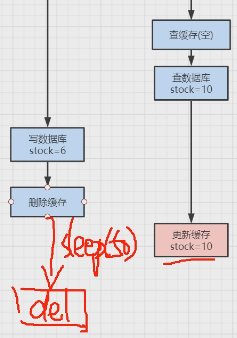 查缓存(空)
查数据库
stock=10
写数据库
stock=6
删除缓存
sleep(50)
del
更新缓存
stock=10